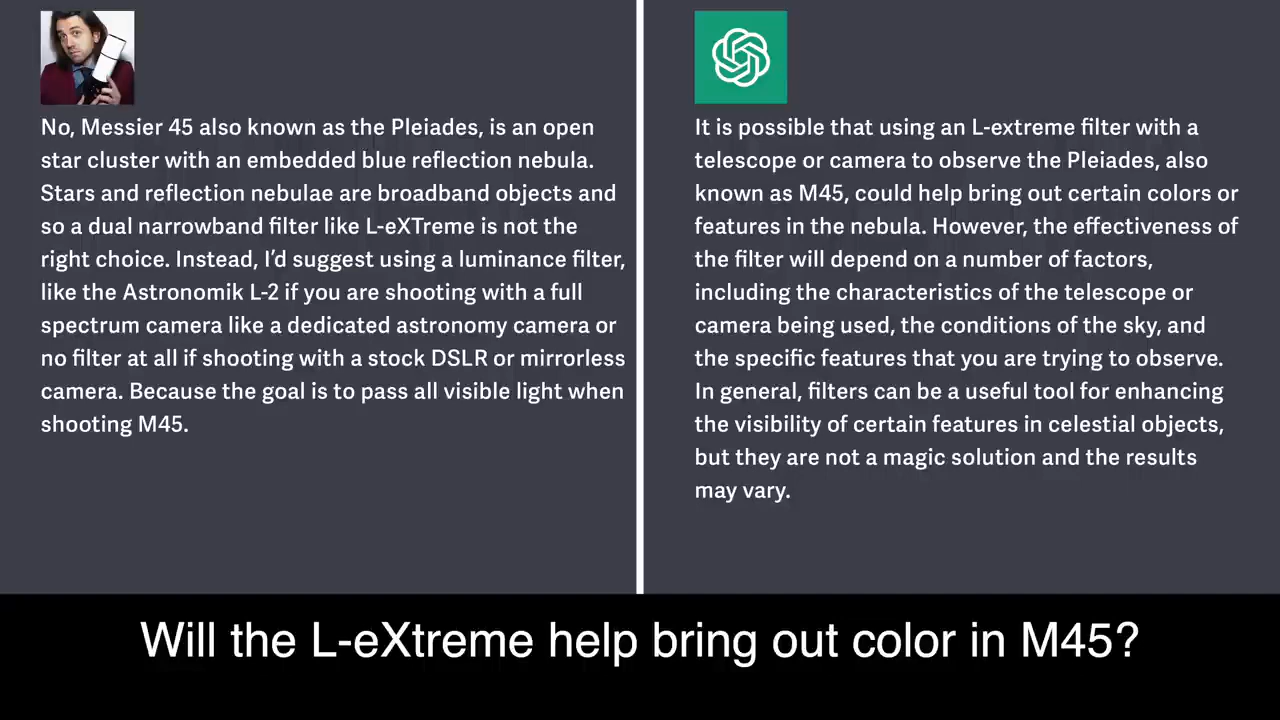 No, Messier 45 also known as the Pleiades, is an open
star cluster with an embedded blue reflection nebula.
Stars and reflection nebulae are broadband objects and
so a dual narrowband filter like L-eXTreme is not the
right choice. Instead, I'd suggest using a luminance filter,
like the Astronomik L-2 if you are shooting with a full
spectrum camera like a dedicated astronomy camera or
no filter at all if shooting with a stock DSLR or mirrorless
camera. Because the goal is to pass all visible light when
shooting M45.
It is possible that using an L-extreme filter with a
telescope or camera to observe the Pleiades, also
known as M45, could help bring out certain colors or
features in the nebula. However, the effectiveness of
the filter will depend on a number of factors,
including the characteristics of the telescope or
camera being used, the conditions of the sky, and
the specific features that you are trying to observe.
In general, filters can be a useful tool for enhancing
the visibility of certain features in celestial objects,
but they are not a magic solution and the results
may vary.
Will the L-eXtreme help bring out color in M45?